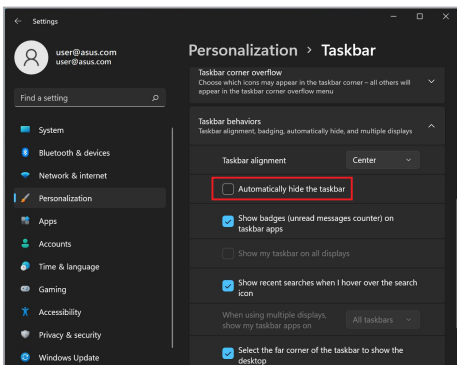 Settings
user@asus.com
user@asus.com
Find a setting
System
Bluetooth & devices
Network & internet
Personalization
Apps
Accounts
Time & language
Gaming
Accessibility
Privacy & security
Windows Update
Personalization > Taskbar
Taskbar corner overflow
Choose which icons may appear in the taskbar corner – all others will
appear in the taskbar corner overflow menu
Taskbar behaviors
Taskbar alignment, badging, automatically hide, and multiple displays
Taskbar alignment
Center
Automatically hide the taskbar
Show badges (unread messages counter) on
taskbar apps
Show my taskbar on all displays
Show recent searches when I hover over the search
icon
When using multiple displays,
show my taskbar apps on
All taskbars
Select the far corner of the taskbar to show the
desktop